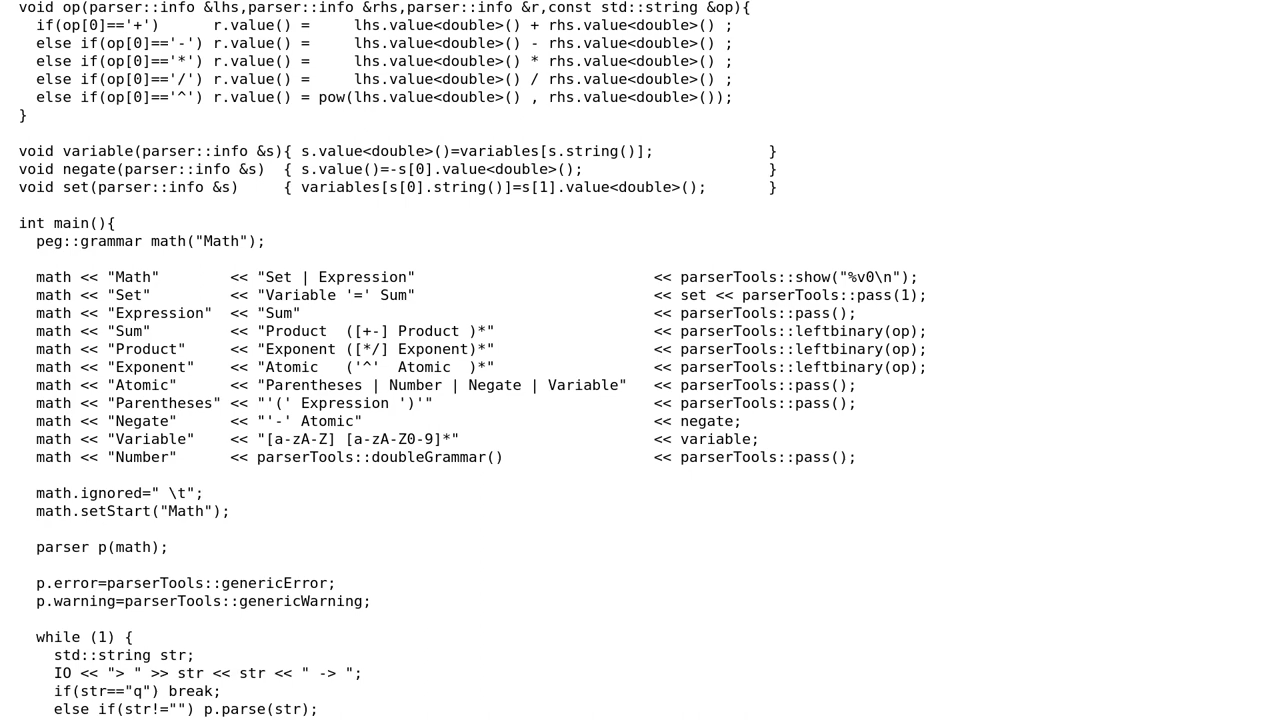 void op(parser::info &lhs,parser::info &rhs,parser::info &r,const std::string &op){
  if(op[0]=='+')      r.value() =     lhs.value<double>() + rhs.value<double>() ;
  else if(op[0]=='-') r.value() =     lhs.value<double>() - rhs.value<double>() ;
  else if(op[0]=='*') r.value() =     lhs.value<double>() * rhs.value<double>() ;
  else if(op[0]=='/') r.value() =     lhs.value<double>() / rhs.value<double>() ;
  else if(op[0]=='^') r.value() = pow(lhs.value<double>() , rhs.value<double>());
}

void variable(parser::info &s){ s.value<double>()=variables[s.string()];             }
void negate(parser::info &s)  { s.value()=-s[0].value<double>();                     }
void set(parser::info &s)     { variables[s[0].string()]=s[1].value<double>();       }

int main(){
  peg::grammar math("Math");

  math << "Math"        << "Set | Expression"                           << parserTools::show("%v0\n");
  math << "Set"         << "Variable '=' Sum"                           << set << parserTools::pass(1);
  math << "Expression"  << "Sum"                                        << parserTools::pass();
  math << "Sum"         << "Product  ([+-] Product )*"                  << parserTools::leftbinary(op);
  math << "Product"     << "Exponent ([*/] Exponent)*"                  << parserTools::leftbinary(op);
  math << "Exponent"    << "Atomic   ('^'  Atomic  )*"                  << parserTools::leftbinary(op);
  math << "Atomic"      << "Parentheses | Number | Negate | Variable"   << parserTools::pass();
  math << "Parentheses" << "'(' Expression ')'"                         << parserTools::pass();
  math << "Negate"      << "'-' Atomic"                                 << negate;
  math << "Variable"    << "[a-zA-Z] [a-zA-Z0-9]*"                      << variable;
  math << "Number"      << parserTools::doubleGrammar()                 << parserTools::pass();

  math.ignored=" \t";
  math.setStart("Math");

  parser p(math);

  p.error=parserTools::genericError;
  p.warning=parserTools::genericWarning;

  while (1) {
    std::string str;
    IO << "> " >> str << str << " -> ";
    if(str=="q") break;
    else if(str!="") p.parse(str);